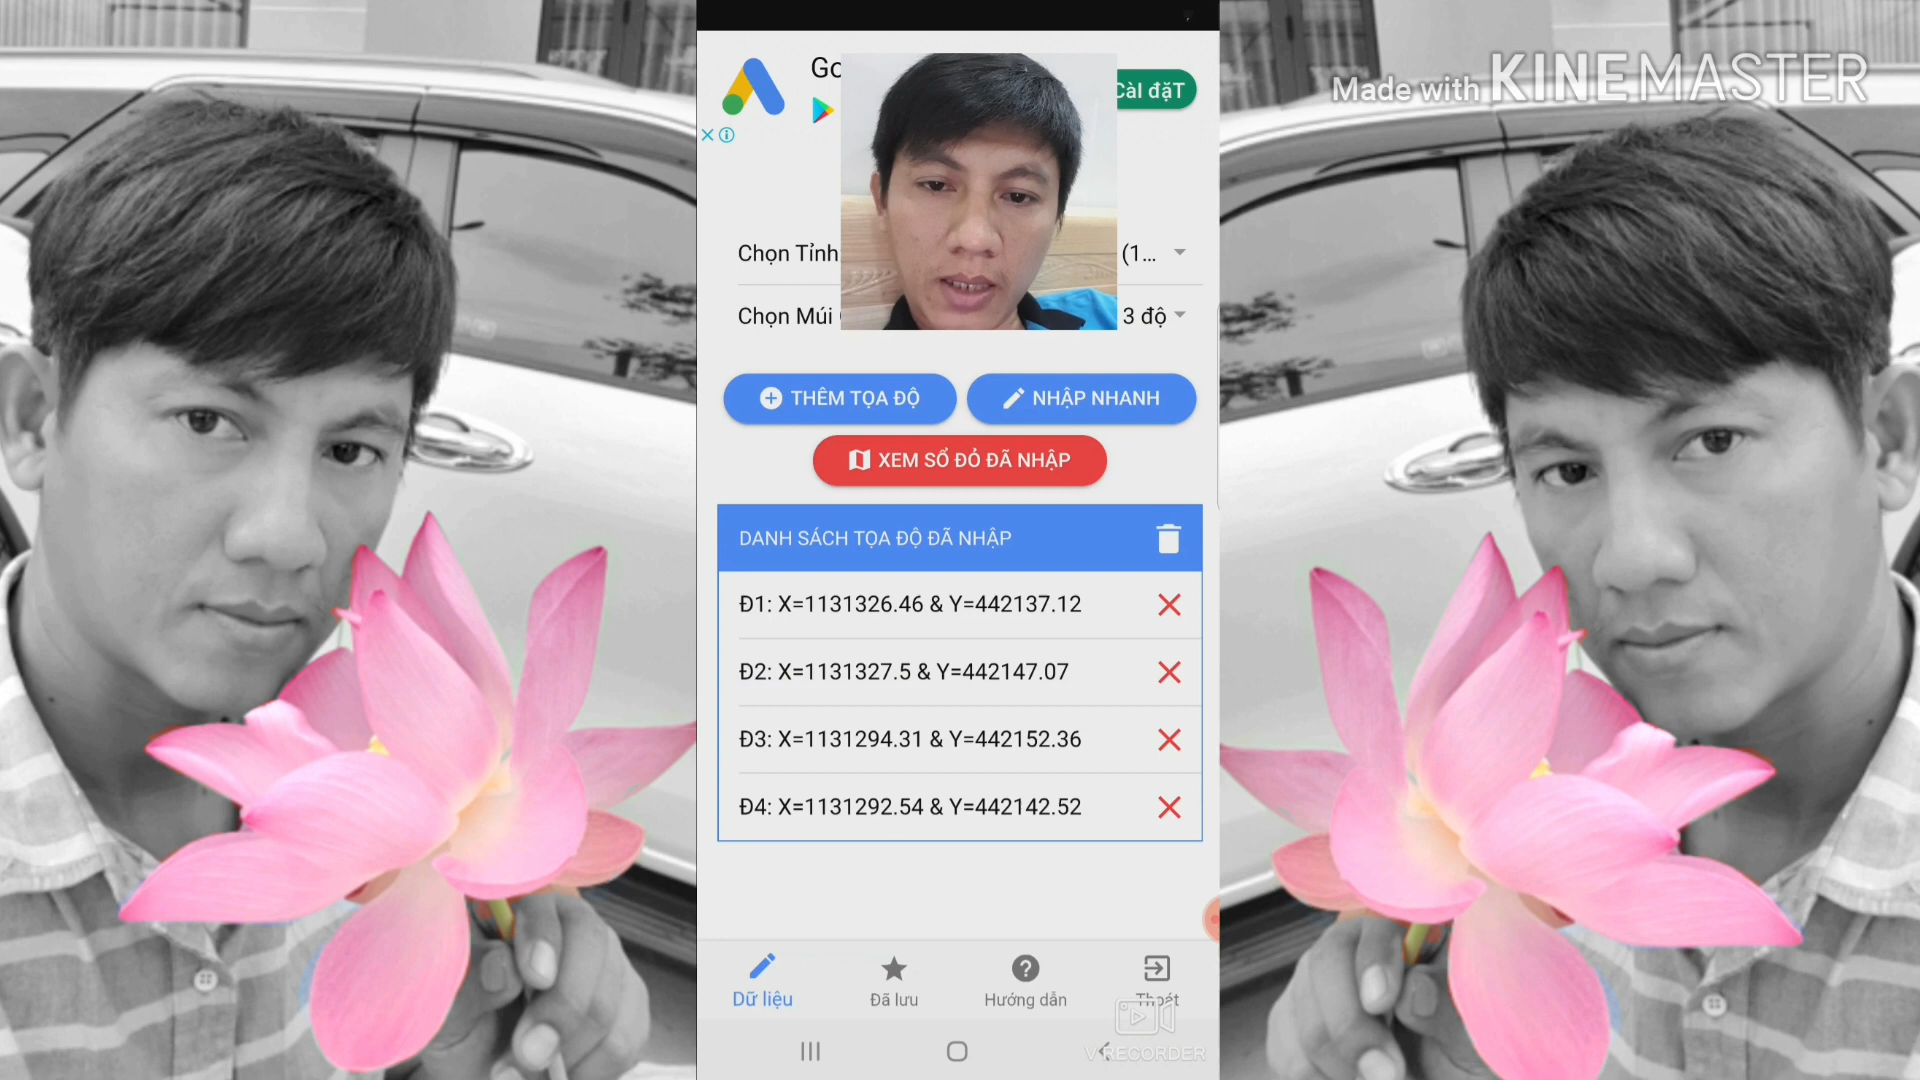 Made with KINEMASTER
Go
Cài đặT
Chọn Tỉnh
(1...
Chọn Múi
3 độ
THÊM TỌA ĐỘ
NHẬP NHANH
XEM SỔ ĐỎ ĐÃ NHẬP
DANH SÁCH TỌA ĐỘ ĐÃ NHẬP
Đ1: X=1131326.46 & Y=442137.12
Đ2: X=1131327.5 & Y=442147.07
Đ3: X=1131294.31 & Y=442152.36
Đ4: X=1131292.54 & Y=442142.52
Dữ liệu
Đã lưu
Hướng dẫn
Thoát
V RECORDER